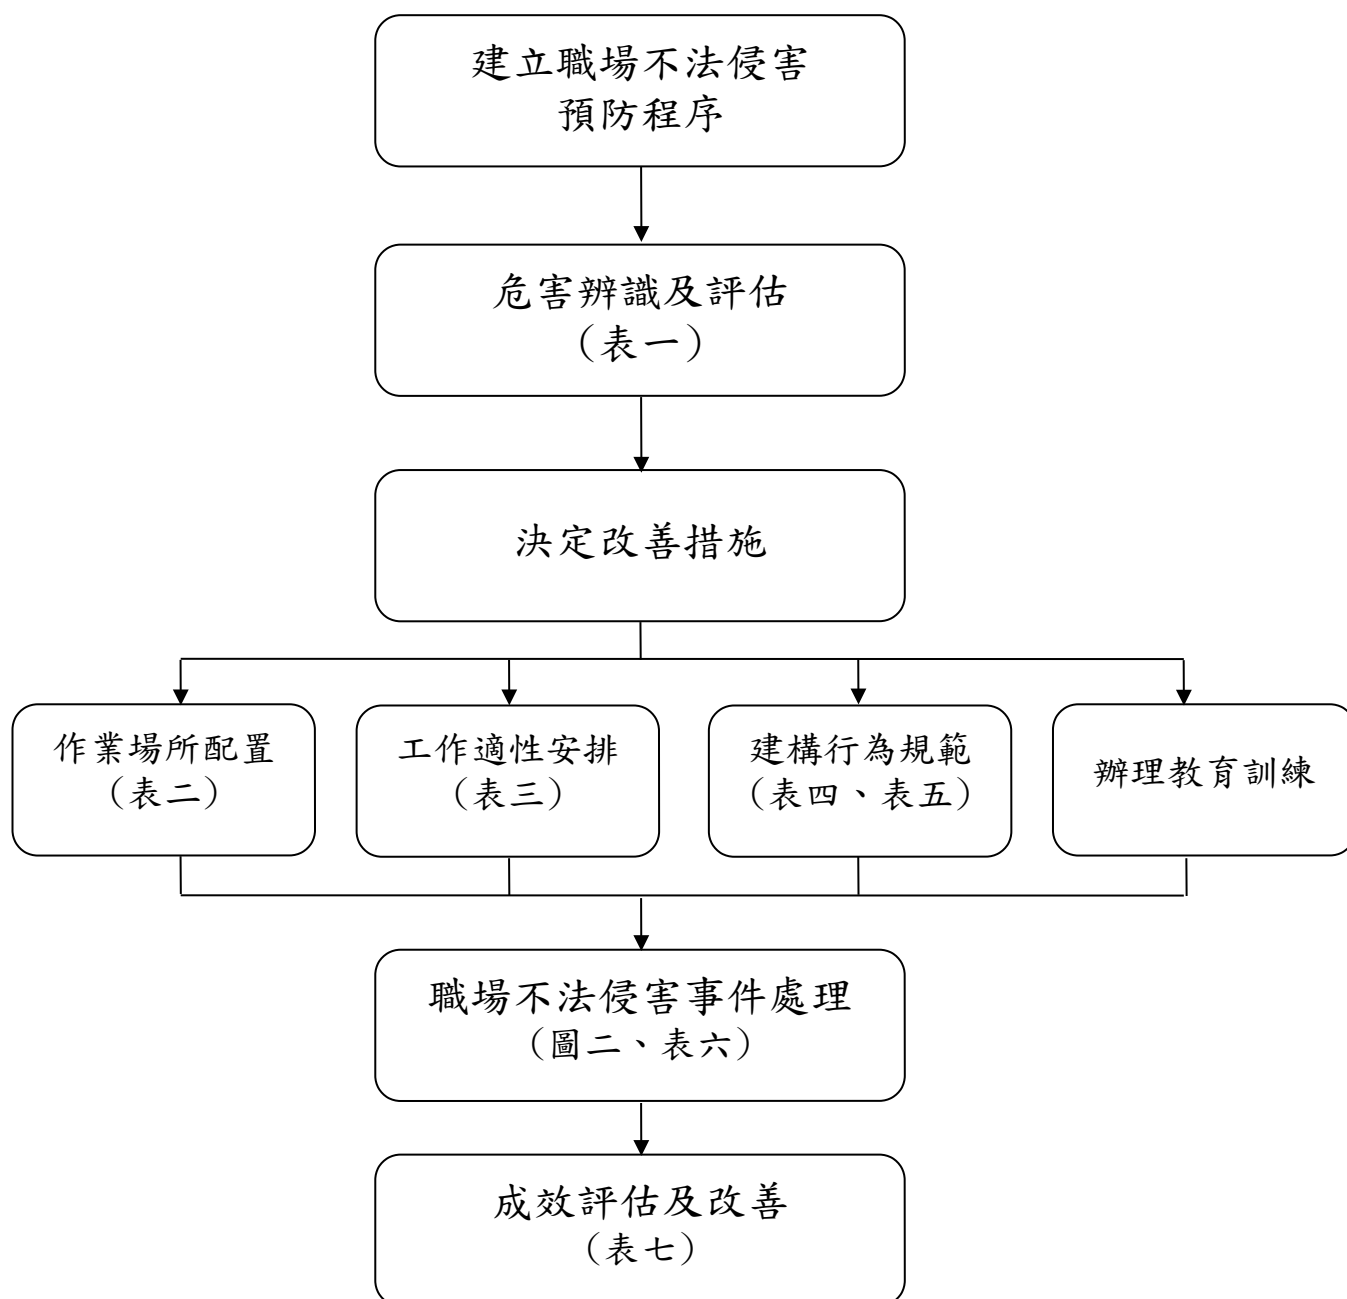 建立職場不法侵害
預防程序
危害辨識及評估
（表一）
決定改善措施
作業場所配置
（表二）
工作適性安排
（表三）
建構行為規範
（表四、表五）
辦理教育訓練
職場不法侵害事件處理
（圖二、表六）
成效評估及改善
（表七）